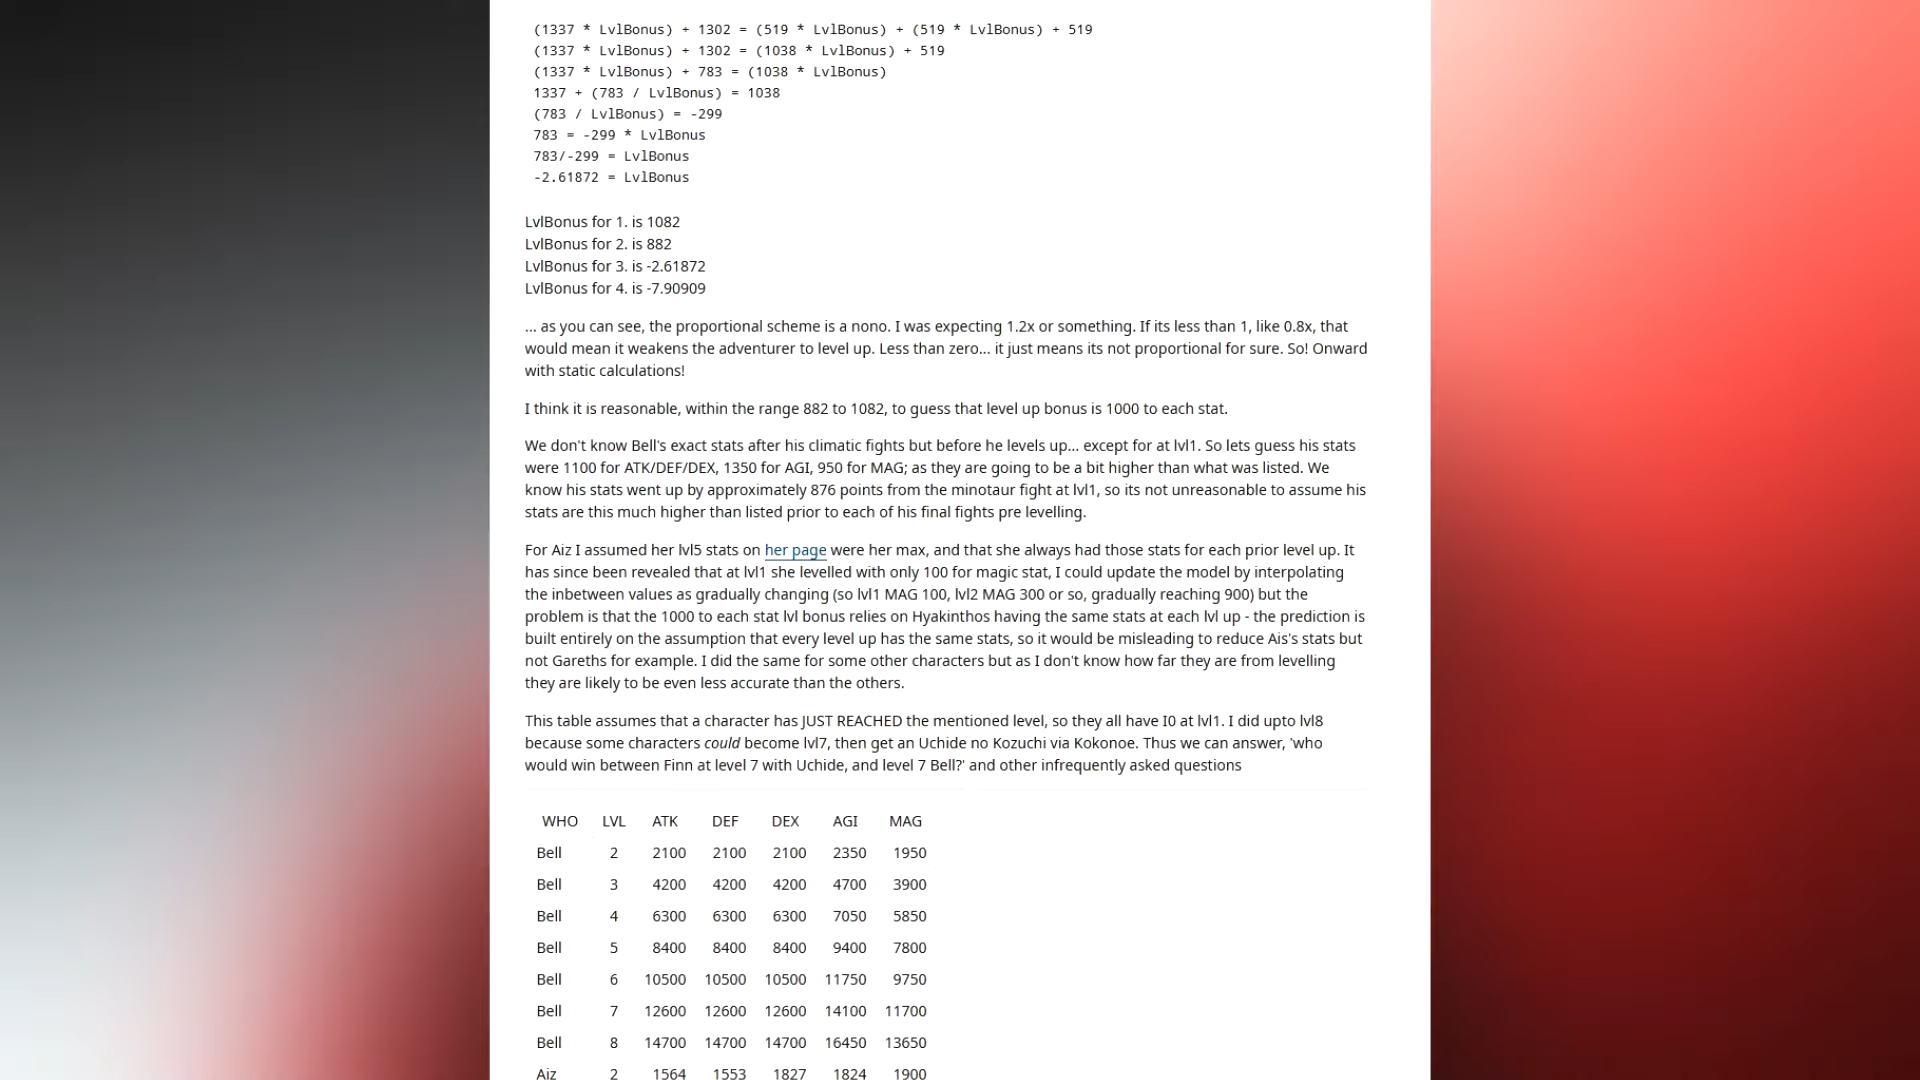 (1337 * LvlBonus) + 1302 = (519 * LvlBonus) + (519 * LvlBonus) + 519
(1337 * LvlBonus) + 1302 = (1038 * LvlBonus) + 519
(1337 * LvlBonus) + 783 = (1038 * LvlBonus)
1337 + (783 / LvlBonus) = 1038
(783 / LvlBonus) = -299
783 = -299 * LvlBonus
783/-299 = LvlBonus
-2.61872 = LvlBonus
LvlBonus for 1. is 1082
LvlBonus for 2. is 882
LvlBonus for 3. is -2.61872
LvlBonus for 4. is -7.90909
... as you can see, the proportional scheme is a nono. I was expecting 1.2x or something. If its less than 1, like 0.8x, that
would mean it weakens the adventurer to level up. Less than zero... it just means its not proportional for sure. So! Onward
with static calculations!
I think it is reasonable, within the range 882 to 1082, to guess that level up bonus is 1000 to each stat.
We don't know Bell's exact stats after his climatic fights but before he levels up... except for at lvl1. So lets guess his stats
were 1100 for ATK/DEF/DEX, 1350 for AGI, 950 for MAG; as they are going to be a bit higher than what was listed. We
know his stats went up by approximately 876 points from the minotaur fight at lvl1, so its not unreasonable to assume his
stats are this much higher than listed prior to each of his final fights pre levelling.
For Aiz I assumed her lvl5 stats on her page were her max, and that she always had those stats for each prior level up. It
has since been revealed that at lvl1 she levelled with only 100 for magic stat, I could update the model by interpolating
the inbetween values as gradually changing (so lvl1 MAG 100, lvl2 MAG 300 or so, gradually reaching 900) but the
problem is that the 1000 to each stat lvl bonus relies on Hyakinthos having the same stats at each lvl up - the prediction is
built entirely on the assumption that every level up has the same stats, so it would be misleading to reduce Ais's stats but
not Gareths for example. I did the same for some other characters but as I don't know how far they are from levelling
they are likely to be even less accurate than the others.
This table assumes that a character has JUST REACHED the mentioned level, so they all have I0 at lvl1. I did upto lvl8
because some characters could become lvl7, then get an Uchide no Kozuchi via Kokonoe. Thus we can answer, 'who
would win between Finn at level 7 with Uchide, and level 7 Bell?' and other infrequently asked questions
WHO LVL ATK DEF DEX AGI MAG
Bell 2 2100 2100 2100 2350 1950
Bell 3 4200 4200 4200 4700 3900
Bell 4 6300 6300 6300 7050 5850
Bell 5 8400 8400 8400 9400 7800
Bell 6 10500 10500 10500 11750 9750
Bell 7 12600 12600 12600 14100 11700
Bell 8 14700 14700 14700 16450 13650
Aiz 2 1564 1553 1827 1824 1900